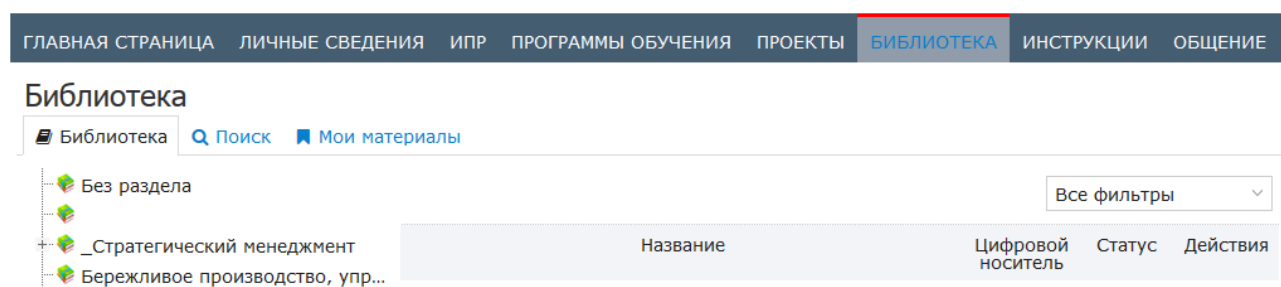 ГЛАВНАЯ СТРАНИЦА ЛИЧНЫЕ СВЕДЕНИЯ ИПР ПРОГРАММЫ ОБУЧЕНИЯ ПРОЕКТЫ БИБЛИОТЕКА ИНСТРУКЦИИ ОБЩЕНИЕ
Библиотека
Библиотека Поиск Мои материалы
Без раздела
_Стратегический менеджмент
Бережливое производство, упр...
Все фильтры
Название Цифровой носитель Статус Действия